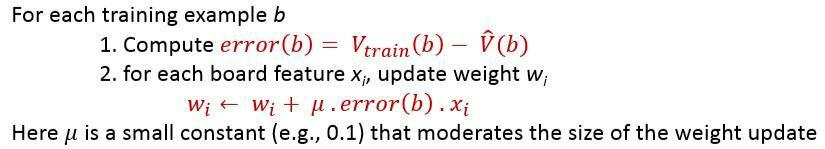 For each training example b
1. Compute error(b) = V_train(b) − V̂(b)
2. for each board feature x_i, update weight w_i
w_i ← w_i + μ . error(b) . x_i
Here μ is a small constant (e.g., 0.1) that moderates the size of the weight update